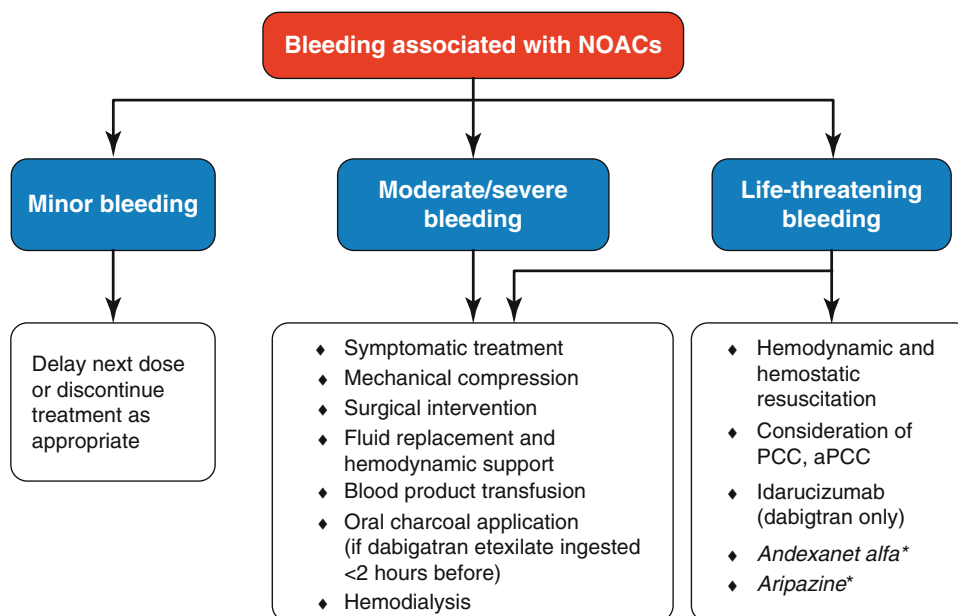 Bleeding associated with NOACs
Minor bleeding
Moderate/severe
bleeding
Life-threatening
bleeding
Delay next dose
or discontinue
treatment as
appropriate
♦ Symptomatic treatment
♦ Mechanical compression
♦ Surgical intervention
♦ Fluid replacement and
hemodynamic support
♦ Blood product transfusion
♦ Oral charcoal application
(if dabigatran etexilate ingested
<2 hours before)
♦ Hemodialysis
♦ Hemodynamic and
hemostatic
resuscitation
♦ Consideration of
PCC, aPCC
♦ Idarucizumab
(dabigtran only)
♦ Andexanet alfa*
♦ Aripazine*